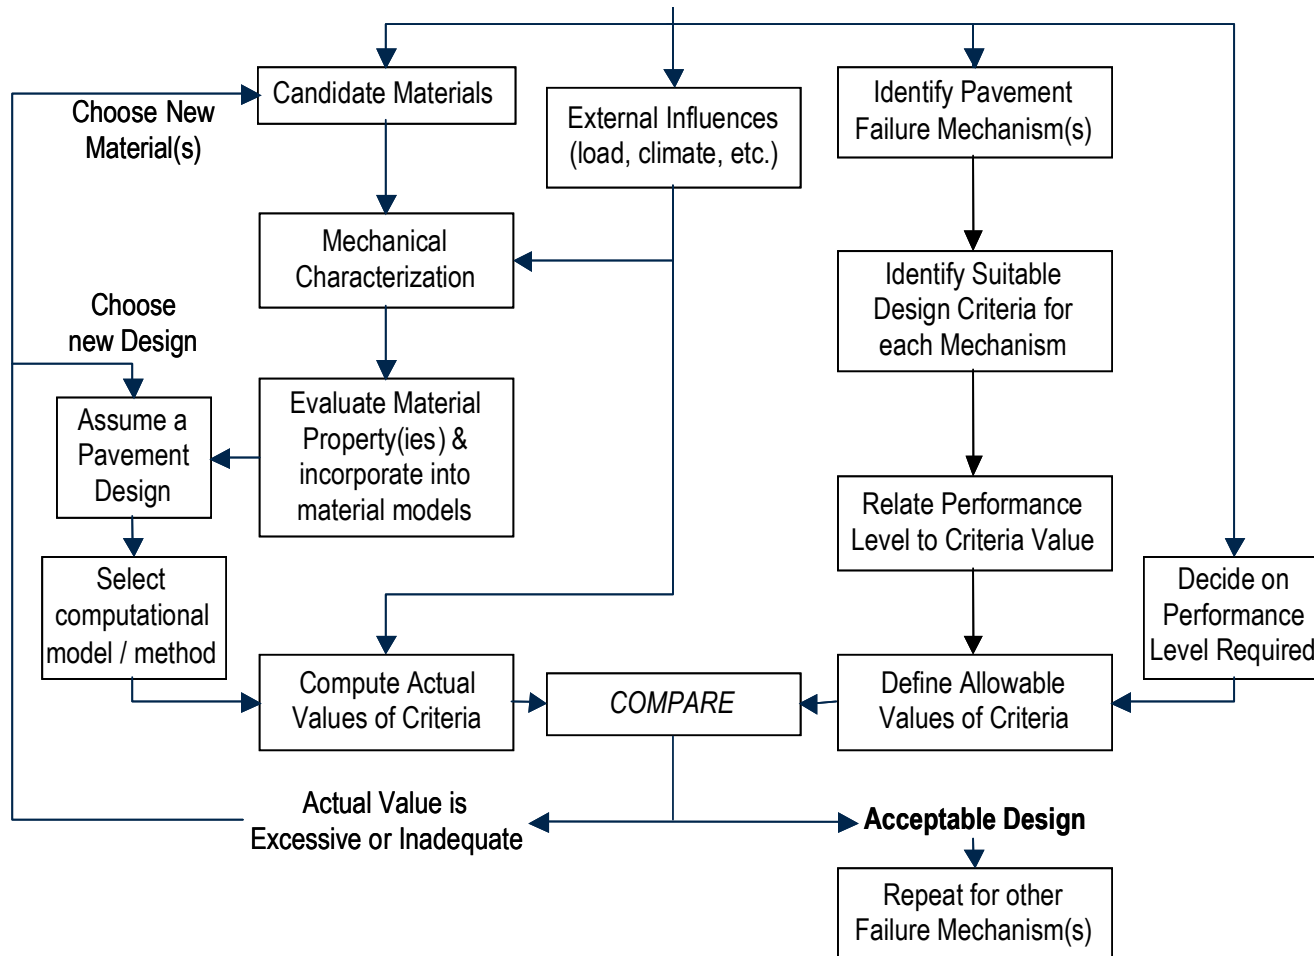 Candidate Materials
Choose New
Material(s)
External Influences
(load, climate, etc.)
Identify Pavement
Failure Mechanism(s)
Mechanical
Characterization
Identify Suitable
Design Criteria for
each Mechanism
Choose
new Design
Assume a
Pavement
Design
Evaluate Material
Property(ies) &
incorporate into
material models
Relate Performance
Level to Criteria Value
Select
computational
model / method
Decide on
Performance
Level Required
Compute Actual
Values of Criteria
COMPARE
Define Allowable
Values of Criteria
Actual Value is
Excessive or Inadequate
Acceptable Design
Repeat for other
Failure Mechanism(s)